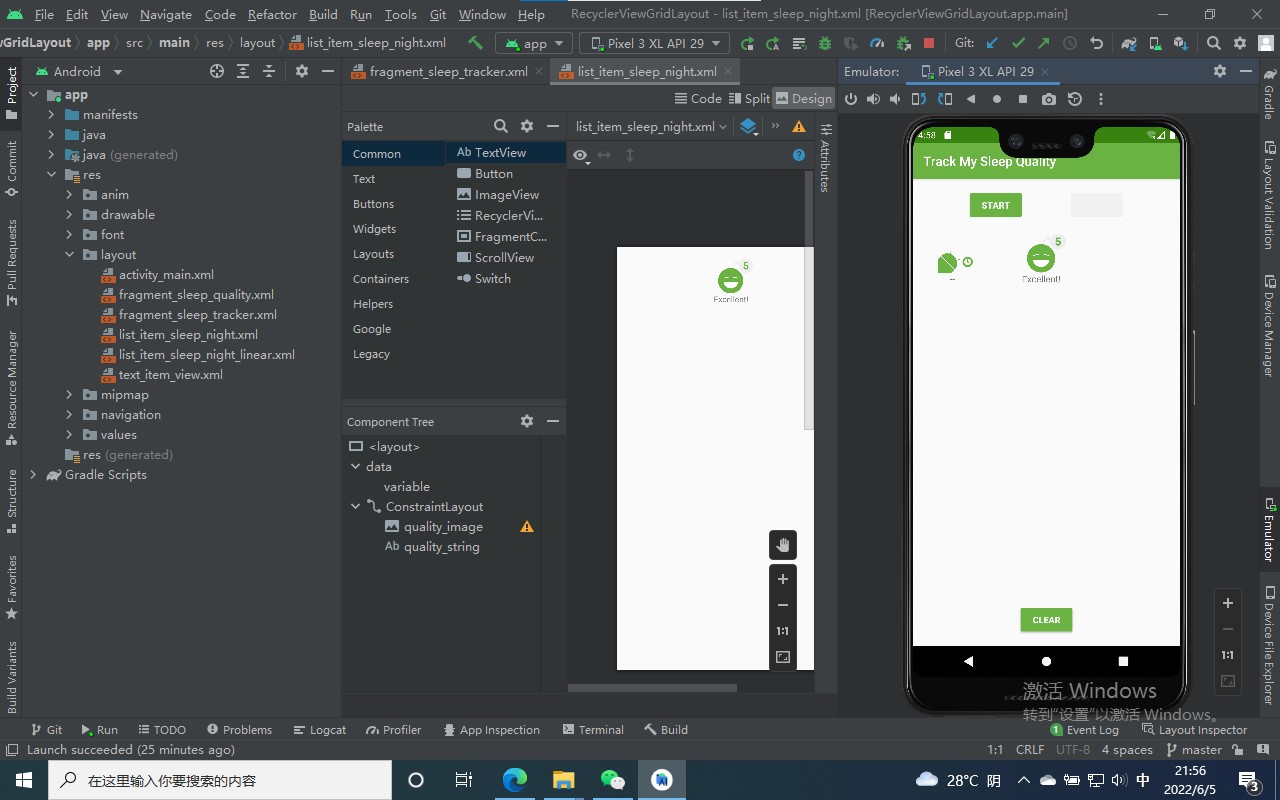 File Edit View Navigate Code Refactor Build Run Tools Git Window Help RecyclerViewGridLayout - list_item_sleep_night.xml [RecyclerViewGridLayout.app.main]
wGridLayout app src main res layout list_item_sleep_night.xml app Pixel 3 XL API 29 Git:
Android
fragment_sleep_tracker.xml list_item_sleep_night.xml
Emulator: Pixel 3 XL API 29
Code Split Design
Project
Commit
Pull Requests
Resource Manager
Structure
Favorites
Build Variants
app
manifests
java
java (generated)
res
anim
drawable
font
layout
activity_main.xml
fragment_sleep_quality.xml
fragment_sleep_tracker.xml
list_item_sleep_night.xml
list_item_sleep_night_linear.xml
text_item_view.xml
mipmap
navigation
values
res (generated)
Gradle Scripts
Palette
Common
Text
Buttons
Widgets
Layouts
Containers
Helpers
Google
Legacy
Ab TextView
Button
ImageView
RecyclerVi...
FragmentC...
ScrollView
Switch
Component Tree
<layout>
data
variable
ConstraintLayout
quality_image
Ab quality_string
list_item_sleep_night.xml
5
Excellent!
1:1
Attributes
4:58
Track My Sleep Quality
START
5
--
Excellent!
CLEAR
1:1
Gradle
Layout Validation
Device Manager
Emulator
Device File Explorer
激活 Windows
转到"设置"以激活 Windows。
Git Run TODO Problems Logcat Profiler App Inspection Terminal Build 1 Event Log Layout Inspector
Launch succeeded (25 minutes ago) 1:1 CRLF UTF-8 4 spaces master
在这里输入你要搜索的内容
28°C 阴
中
21:56
2022/6/5
3